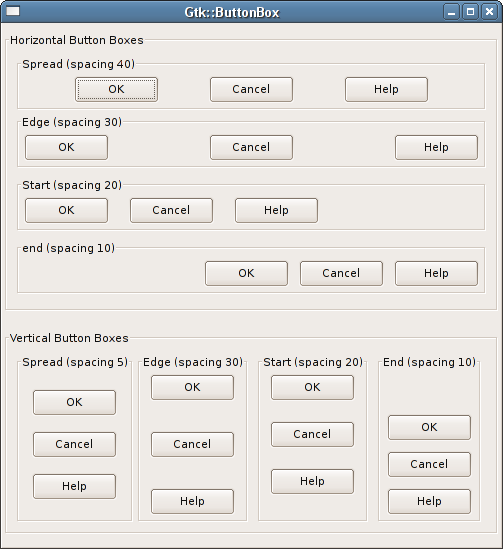 Gtk::ButtonBox
Horizontal Button Boxes
Spread (spacing 40)
OK Cancel Help
Edge (spacing 30)
OK Cancel Help
Start (spacing 20)
OK Cancel Help
end (spacing 10)
OK Cancel Help
Vertical Button Boxes
Spread (spacing 5)
OK
Cancel
Help
Edge (spacing 30)
OK
Cancel
Help
Start (spacing 20)
OK
Cancel
Help
End (spacing 10)
OK
Cancel
Help